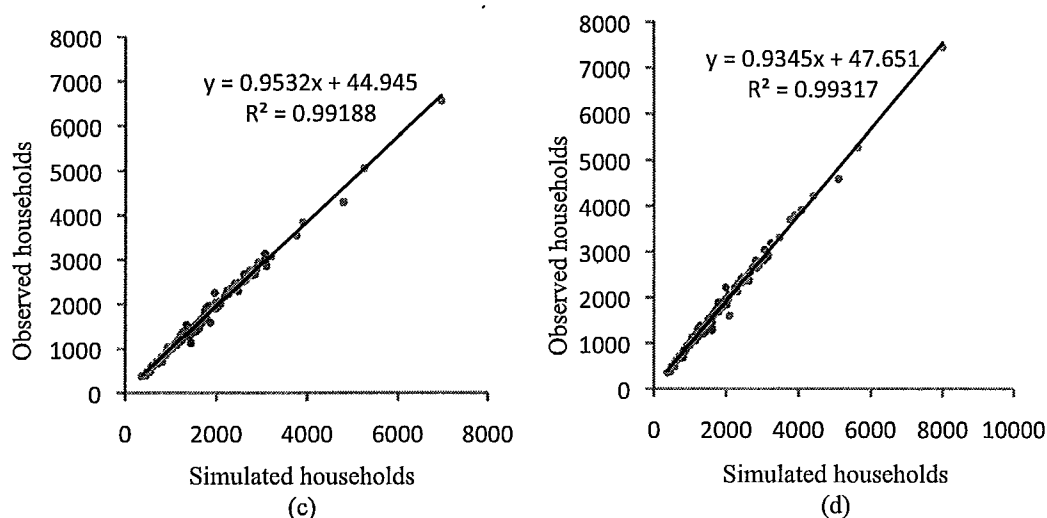 8000
7000
6000
5000
4000
3000
2000
1000
0
Observed households
y = 0.9532x + 44.945
R² = 0.99188
0 2000 4000 6000 8000
Simulated households
(c)
8000
7000
6000
5000
4000
3000
2000
1000
0
Observed households
y = 0.9345x + 47.651
R² = 0.99317
0 2000 4000 6000 8000 10000
Simulated households
(d)